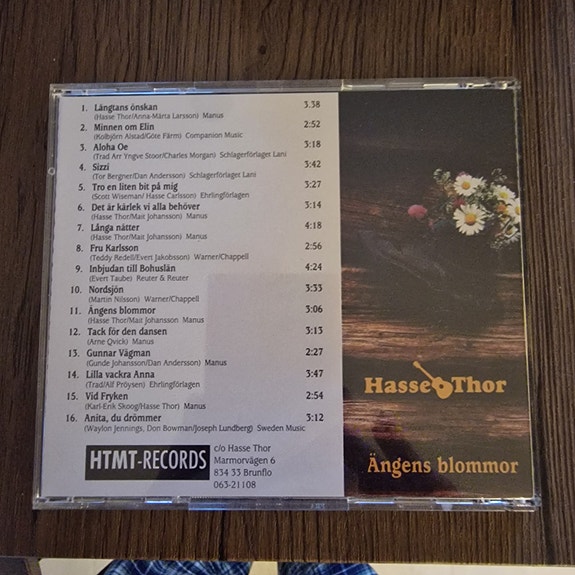 1. Längtans önskan 3.38
(Hasse Thor/Anna-Märta Larsson) Manus
2. Minnen om Elin 2:52
(Kolbjörn Alstad/Göte Färm) Companion Music
3. Aloha Oe 3:18
(Trad Arr Yngve Stoor/Charles Morgan) Schlagerförlaget Lani
4. Sizzi 3:42
(Tor Bergner/Dan Andersson) Schlagerförlaget Lani
5. Tro en liten bit på mig 3:27
(Scott Wiseman/ Hasse Carlsson) Ehrlingförlagen
6. Det är kärlek vi alla behöver 3:14
(Hasse Thor/Mait Johansson) Manus
7. Långa nätter 4:18
(Hasse Thor/Mait Johansson) Manus
8. Fru Karlsson 2:56
(Teddy Redell/Evert Jakobsson) Warner/Chappell
9. Inbjudan till Bohuslän 4:24
(Evert Taube) Reuter & Reuter
10. Nordsjön 3:33
(Martin Nilsson) Warner/Chappell
11. Ängens blommor 3:06
(Hasse Thor/Mait Johansson Manus
12. Tack för den dansen 3:13
(Arne Qvick) Manus
13. Gunnar Vägman 2:27
(Gunde Johansson/Dan Andersson) Manus
14. Lilla vackra Anna 3:47
(Trad/Alf Pröysen) Ehrlingförlagen
15. Vid Fryken 2:54
(Karl-Erik Skoog/Hasse Thor) Manus
16. Anita, du drömmer 3:12
(Waylon Jennings, Don Bowman/Joseph Lundberg) Sweden Music
HTMT-RECORDS
c/o Hasse Thor
Marmorvägen 6
834 33 Brunflo
063-21108
Hasse Thor
Ängens blommor